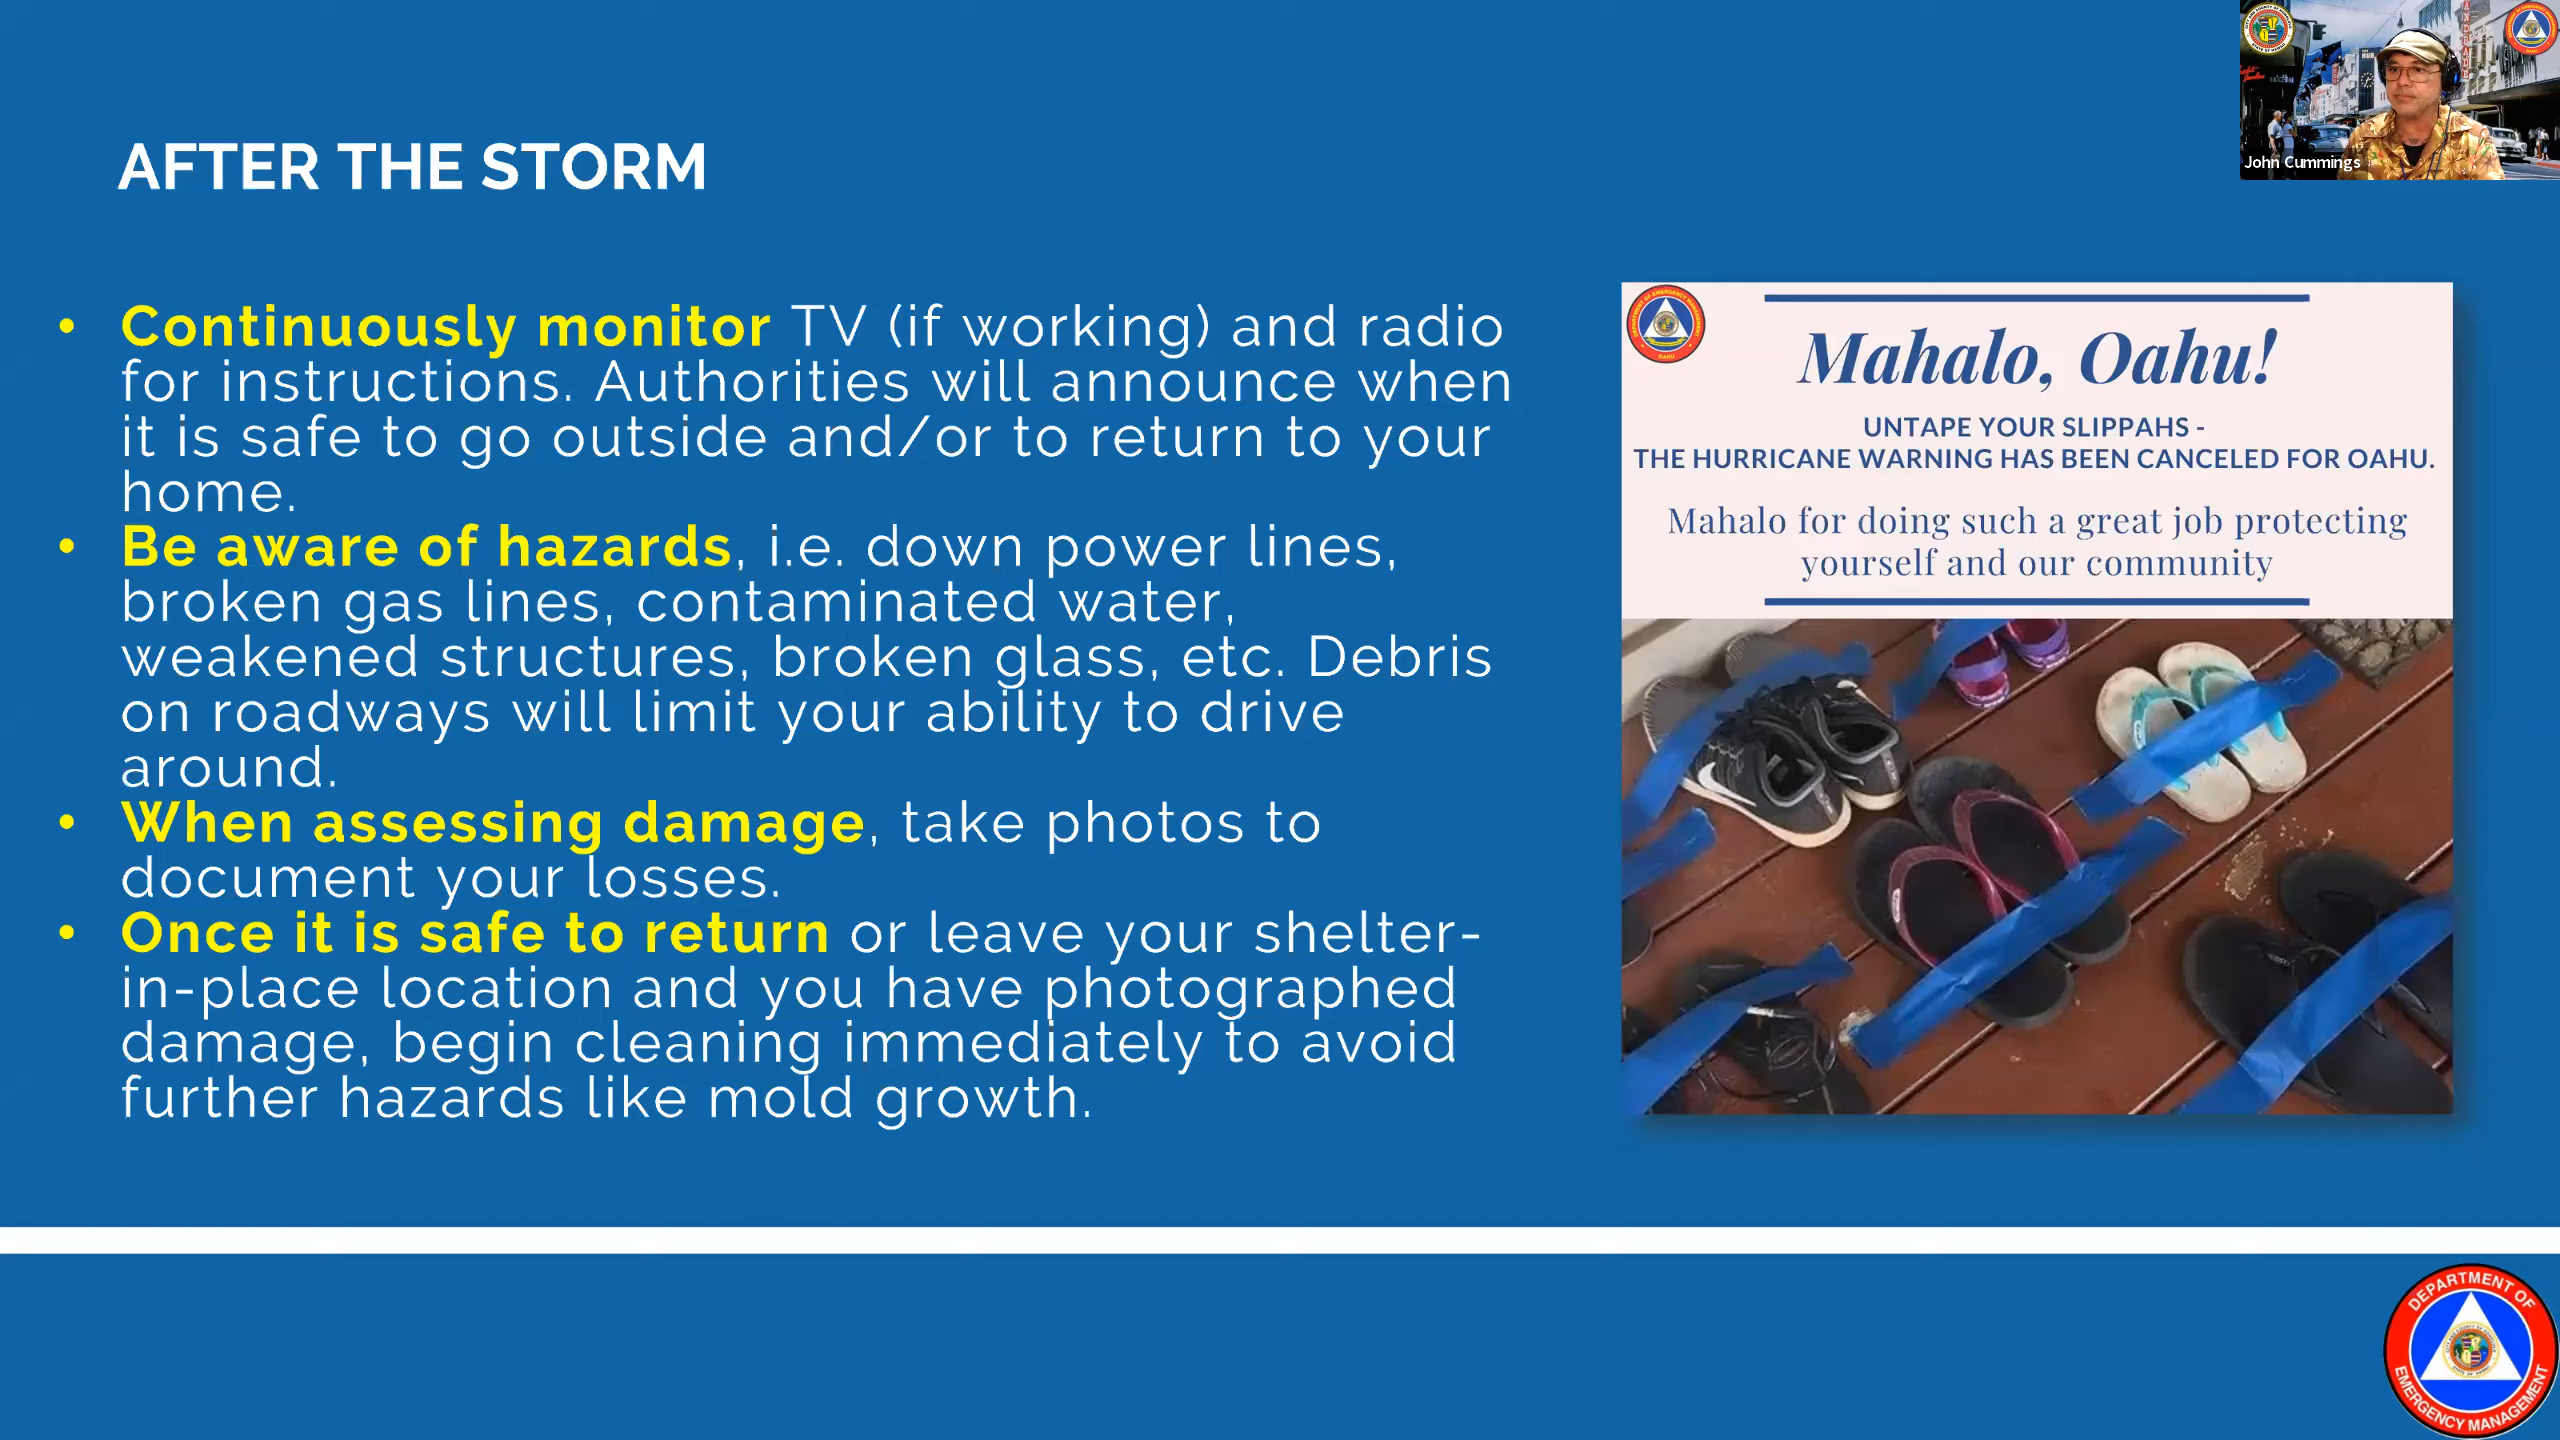 AFTER THE STORM
John Cummings
• Continuously monitor TV (if working) and radio
for instructions. Authorities will announce when
it is safe to go outside and/or to return to your
home.
• Be aware of hazards, i.e. down power lines,
broken gas lines, contaminated water,
weakened structures, broken glass, etc. Debris
on roadways will limit your ability to drive
around.
• When assessing damage, take photos to
document your losses.
• Once it is safe to return or leave your shelter-
in-place location and you have photographed
damage, begin cleaning immediately to avoid
further hazards like mold growth.
Mahalo, Oahu!
UNTAPE YOUR SLIPPAHS -
THE HURRICANE WARNING HAS BEEN CANCELED FOR OAHU.
Mahalo for doing such a great job protecting
yourself and our community
DEPARTMENT OF
EMERGENCY MANAGEMENT